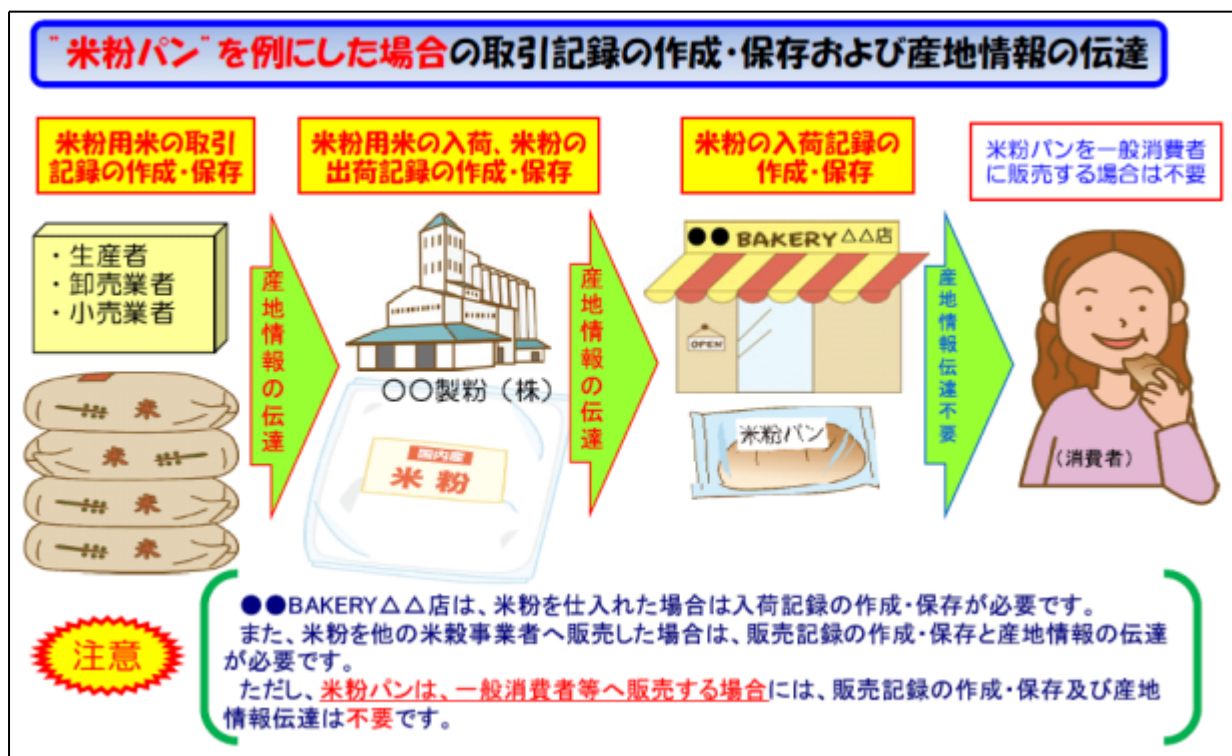 "米粉パン"を例にした場合の取引記録の作成・保存および産地情報の伝達
米粉用米の取引
記録の作成・保存
米粉用米の入荷、米粉の
出荷記録の作成・保存
米粉の入荷記録の
作成・保存
米粉パンを一般消費者
に販売する場合は不要
・生産者
・卸売業者
・小売業者
産地情報の伝達
〇〇製粉（株）
産地情報の伝達
●●BAKERY△△店
OPEN
産地情報伝達不要
米
米
米
米
国内産
米粉
米粉パン
（消費者）
注意
●●BAKERY△△店は、米粉を仕入れた場合は入荷記録の作成・保存が必要です。
また、米粉を他の米穀事業者へ販売した場合は、販売記録の作成・保存と産地情報の伝達
が必要です。
ただし、米粉パンは、一般消費者等へ販売する場合には、販売記録の作成・保存及び産地
情報伝達は不要です。